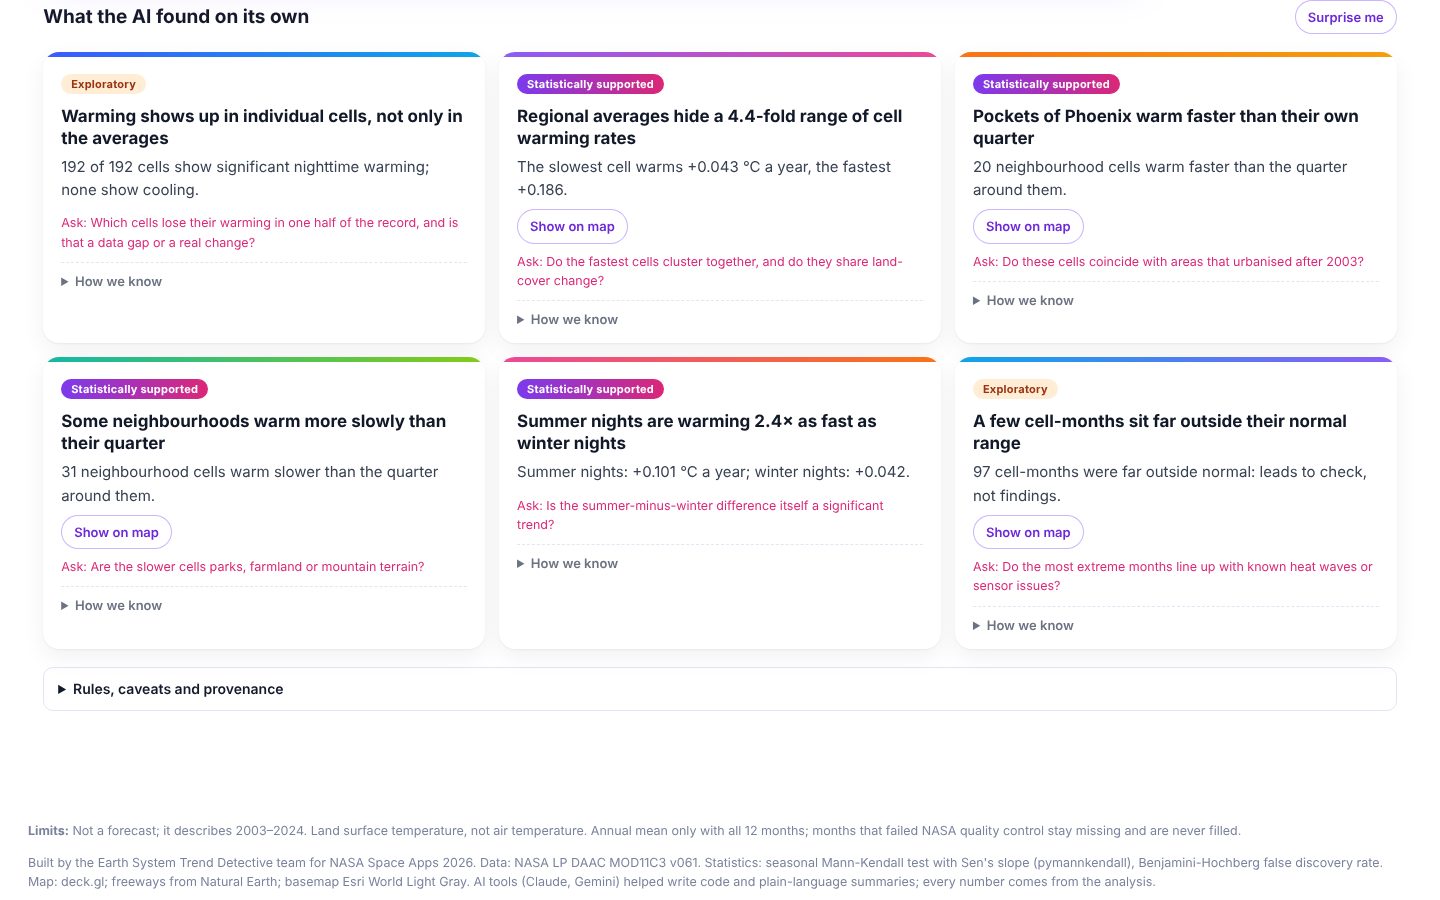 What the AI found on its own
Surprise me
Exploratory
Warming shows up in individual cells, not only in
the averages
192 of 192 cells show significant nighttime warming;
none show cooling.
Ask: Which cells lose their warming in one half of the record, and is
that a data gap or a real change?
▶ How we know
Statistically supported
Regional averages hide a 4.4-fold range of cell
warming rates
The slowest cell warms +0.043 °C a year, the fastest
+0.186.
Show on map
Ask: Do the fastest cells cluster together, and do they share land-
cover change?
▶ How we know
Statistically supported
Pockets of Phoenix warm faster than their own
quarter
20 neighbourhood cells warm faster than the quarter
around them.
Show on map
Ask: Do these cells coincide with areas that urbanised after 2003?
▶ How we know
Statistically supported
Some neighbourhoods warm more slowly than
their quarter
31 neighbourhood cells warm slower than the quarter
around them.
Show on map
Ask: Are the slower cells parks, farmland or mountain terrain?
▶ How we know
Statistically supported
Summer nights are warming 2.4× as fast as
winter nights
Summer nights: +0.101 °C a year; winter nights: +0.042.
Ask: Is the summer-minus-winter difference itself a significant
trend?
▶ How we know
Exploratory
A few cell-months sit far outside their normal
range
97 cell-months were far outside normal: leads to check,
not findings.
Show on map
Ask: Do the most extreme months line up with known heat waves or
sensor issues?
▶ How we know
▶ Rules, caveats and provenance
Limits: Not a forecast; it describes 2003–2024. Land surface temperature, not air temperature. Annual mean only with all 12 months; months that failed NASA quality control stay missing and are never filled.
Built by the Earth System Trend Detective team for NASA Space Apps 2026. Data: NASA LP DAAC MOD11C3 v061. Statistics: seasonal Mann-Kendall test with Sen's slope (pymannkendall), Benjamini-Hochberg false discovery rate.
Map: deck.gl; freeways from Natural Earth; basemap Esri World Light Gray. AI tools (Claude, Gemini) helped write code and plain-language summaries; every number comes from the analysis.